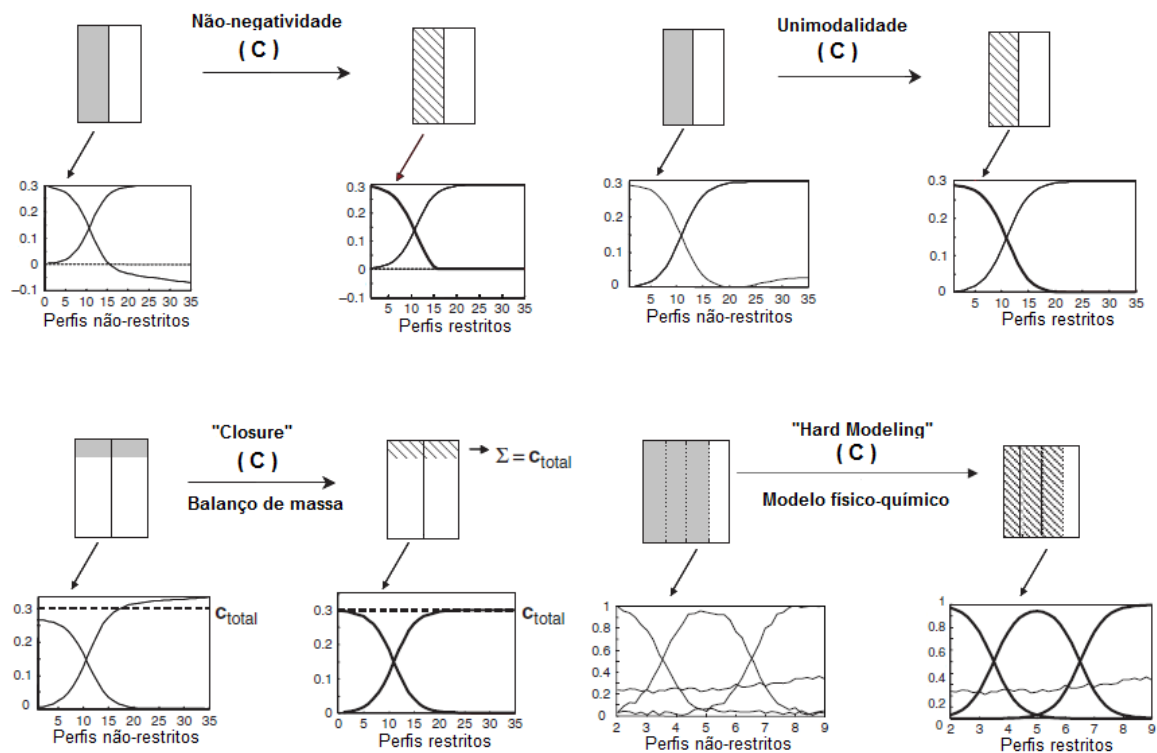 Não-negatividade
( C )
0.3
0.2
0.1
0
–0.1
0 5 10 15 20 25 30 35
Perfis não-restritos
0.3
0.2
0.1
0
–0.1
0 5 10 15 20 25 30 35
Perfis restritos
Unimodalidade
( C )
0.3
0.2
0.1
0
5 10 15 20 25 30 35
Perfis não-restritos
0.3
0.2
0.1
0
5 10 15 20 25 30 35
Perfis restritos
"Closure"
( C )
Balanço de massa
Σ = c_total
0.3
0.2
0.1
0
c_total
5 10 15 20 25 30 35
Perfis não-restritos
0.3
0.2
0.1
0
c_total
0 5 10 15 20 25 30 35
Perfis restritos
"Hard Modeling"
( C )
Modelo físico-químico
1
0.8
0.6
0.4
0.2
0
2 3 4 5 6 7 8 9
Perfis não-restritos
1
0.8
0.6
0.4
0.2
0
2 3 4 5 6 7 8 9
Perfis restritos